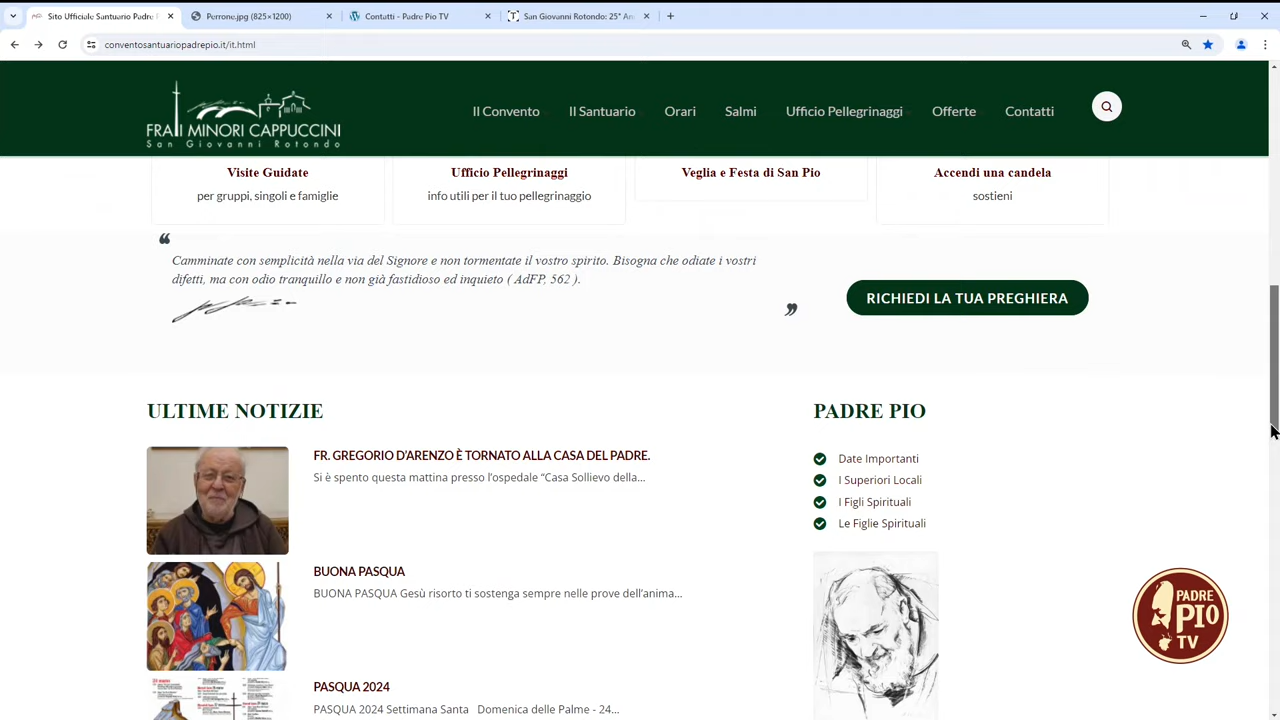 Sito Ufficiale Santuario Padre P
Perrone.jpg (825×1200)
Contatti - Padre Pio TV
San Giovanni Rotondo: 25° An
conventosantuariopadrepio.it/it.html
FRATI MINORI CAPPUCCINI
San Giovanni Rotondo
Il Convento
Il Santuario
Orari
Salmi
Ufficio Pellegrinaggi
Offerte
Contatti
Visite Guidate
per gruppi, singoli e famiglie
Ufficio Pellegrinaggi
info utili per il tuo pellegrinaggio
Veglia e Festa di San Pio
Accendi una candela
sostieni
❝
Camminate con semplicità nella via del Signore e non tormentate il vostro spirito. Bisogna che odiate i vostri
difetti, ma con odio tranquillo e non già fastidioso ed inquieto ( AdFP, 562 ).
❞
RICHIEDI LA TUA PREGHIERA
ULTIME NOTIZIE
FR. GREGORIO D'ARENZO È TORNATO ALLA CASA DEL PADRE.
Si è spento questa mattina presso l'ospedale “Casa Sollievo della...
BUONA PASQUA
BUONA PASQUA Gesù risorto ti sostenga sempre nelle prove dell'anima...
PASQUA 2024
PASQUA 2024 Settimana Santa Domenica delle Palme - 24...
PADRE PIO
Date Importanti
I Superiori Locali
I Figli Spirituali
Le Figlie Spirituali
PADRE
PIO
TV